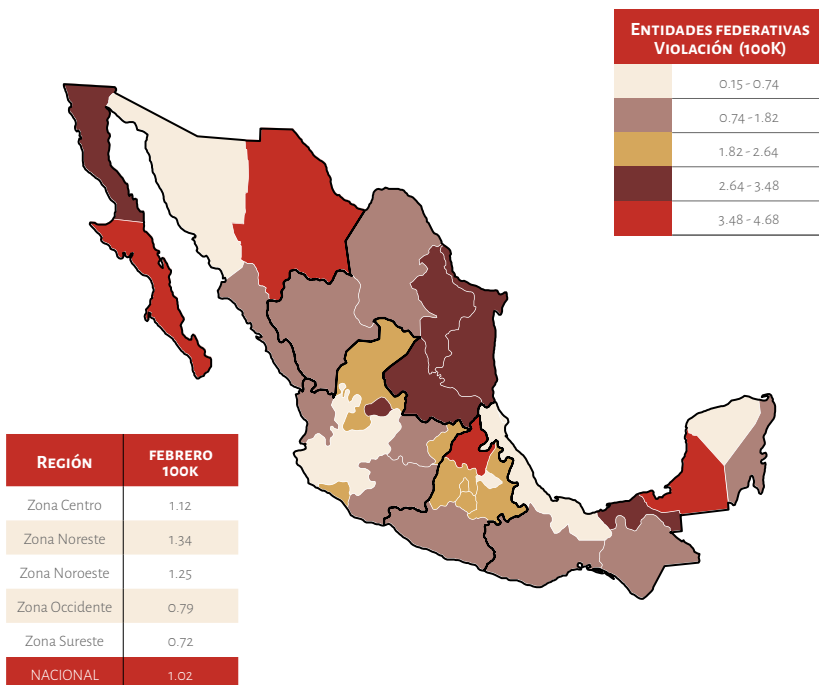 Entidades federativas
Violación (100K)
0.15 - 0.74
0.74 - 1.82
1.82 - 2.64
2.64 - 3.48
3.48 - 4.68
Región febrero
100K
Zona Centro 1.12
Zona Noreste 1.34
Zona Noroeste 1.25
Zona Occidente 0.79
Zona Sureste 0.72
NACIONAL 1.02